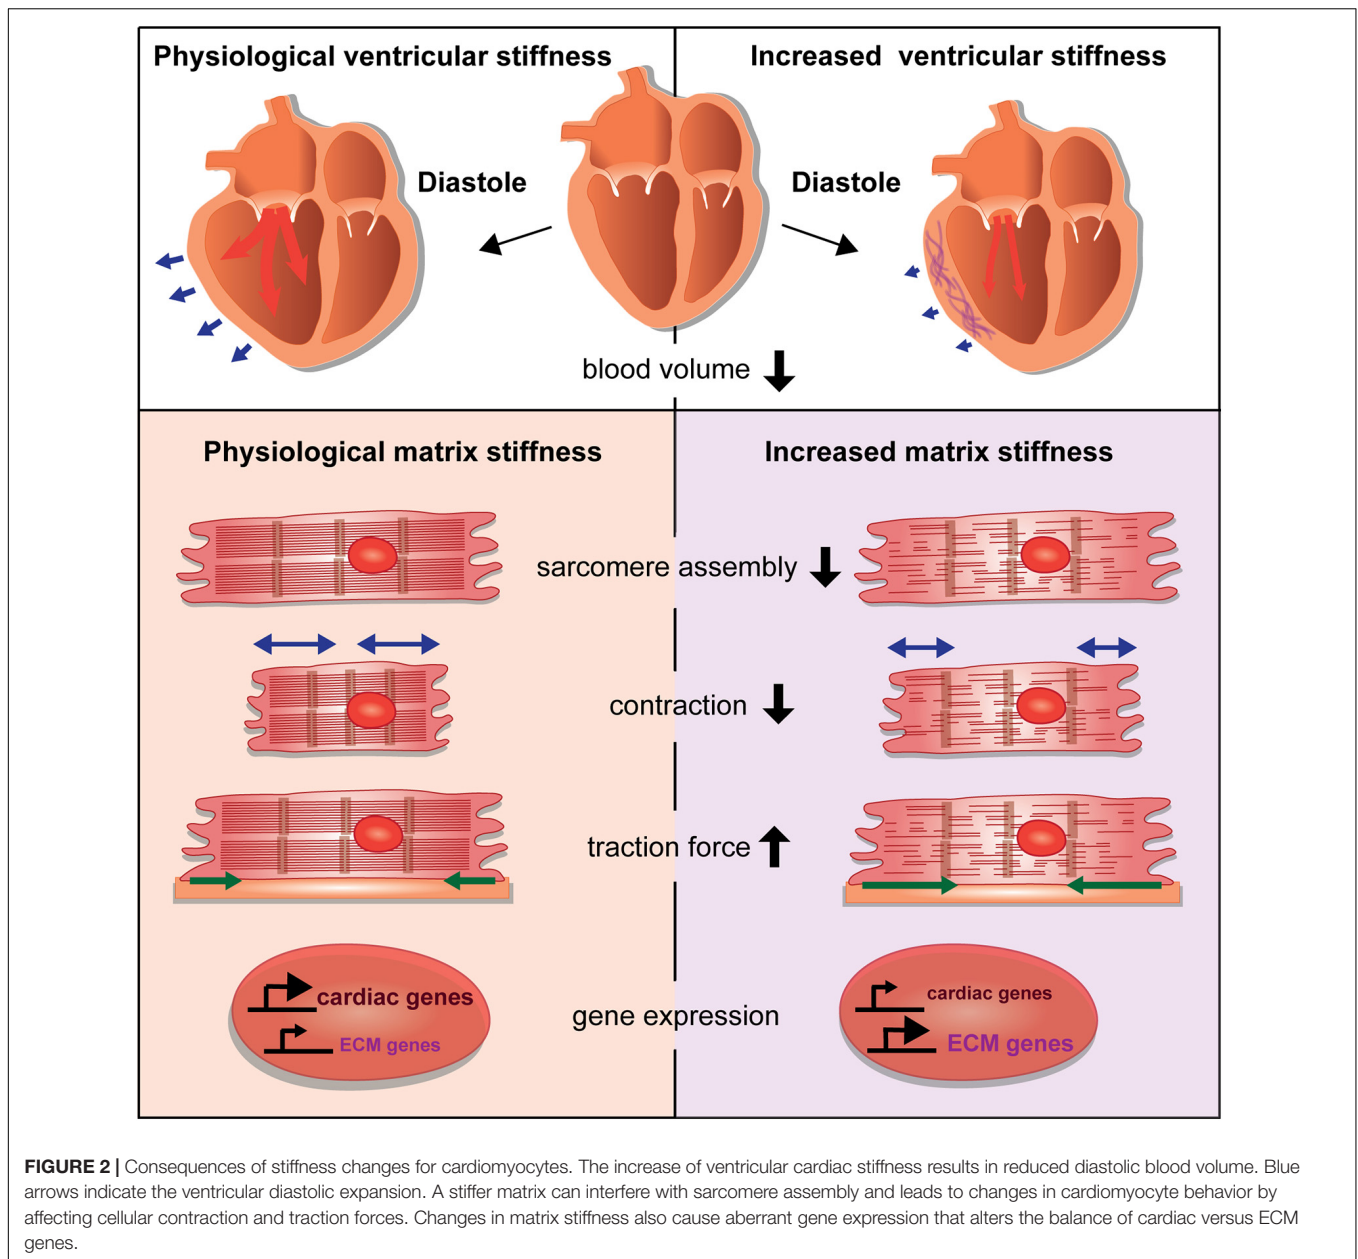 Physiological ventricular stiffness
Increased ventricular stiffness
Diastole
Diastole
blood volume
Physiological matrix stiffness
Increased matrix stiffness
sarcomere assembly
contraction
traction force
cardiac genes
ECM genes
gene expression
cardiac genes
ECM genes
FIGURE 2 | Consequences of stiffness changes for cardiomyocytes. The increase of ventricular cardiac stiffness results in reduced diastolic blood volume. Blue
arrows indicate the ventricular diastolic expansion. A stiffer matrix can interfere with sarcomere assembly and leads to changes in cardiomyocyte behavior by
affecting cellular contraction and traction forces. Changes in matrix stiffness also cause aberrant gene expression that alters the balance of cardiac versus ECM
genes.